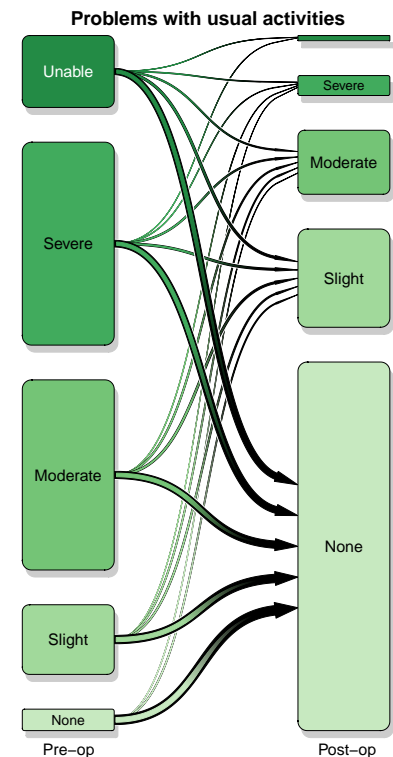 Problems with usual activities
Unable
Severe
Moderate
Slight
None
Pre−op
Severe
Moderate
Slight
None
Post−op